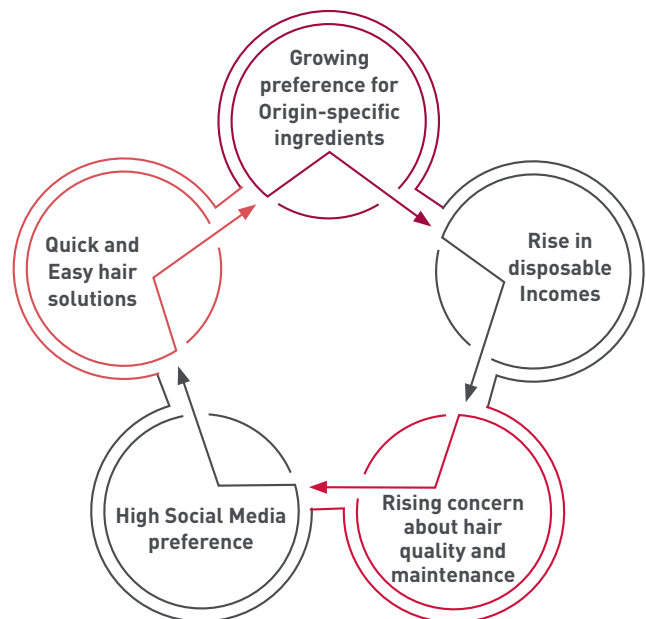 Growing
preference for
Origin-specific
ingredients
Rise in
disposable
Incomes
Rising concern
about hair
quality and
maintenance
High Social Media
preference
Quick and
Easy hair
solutions